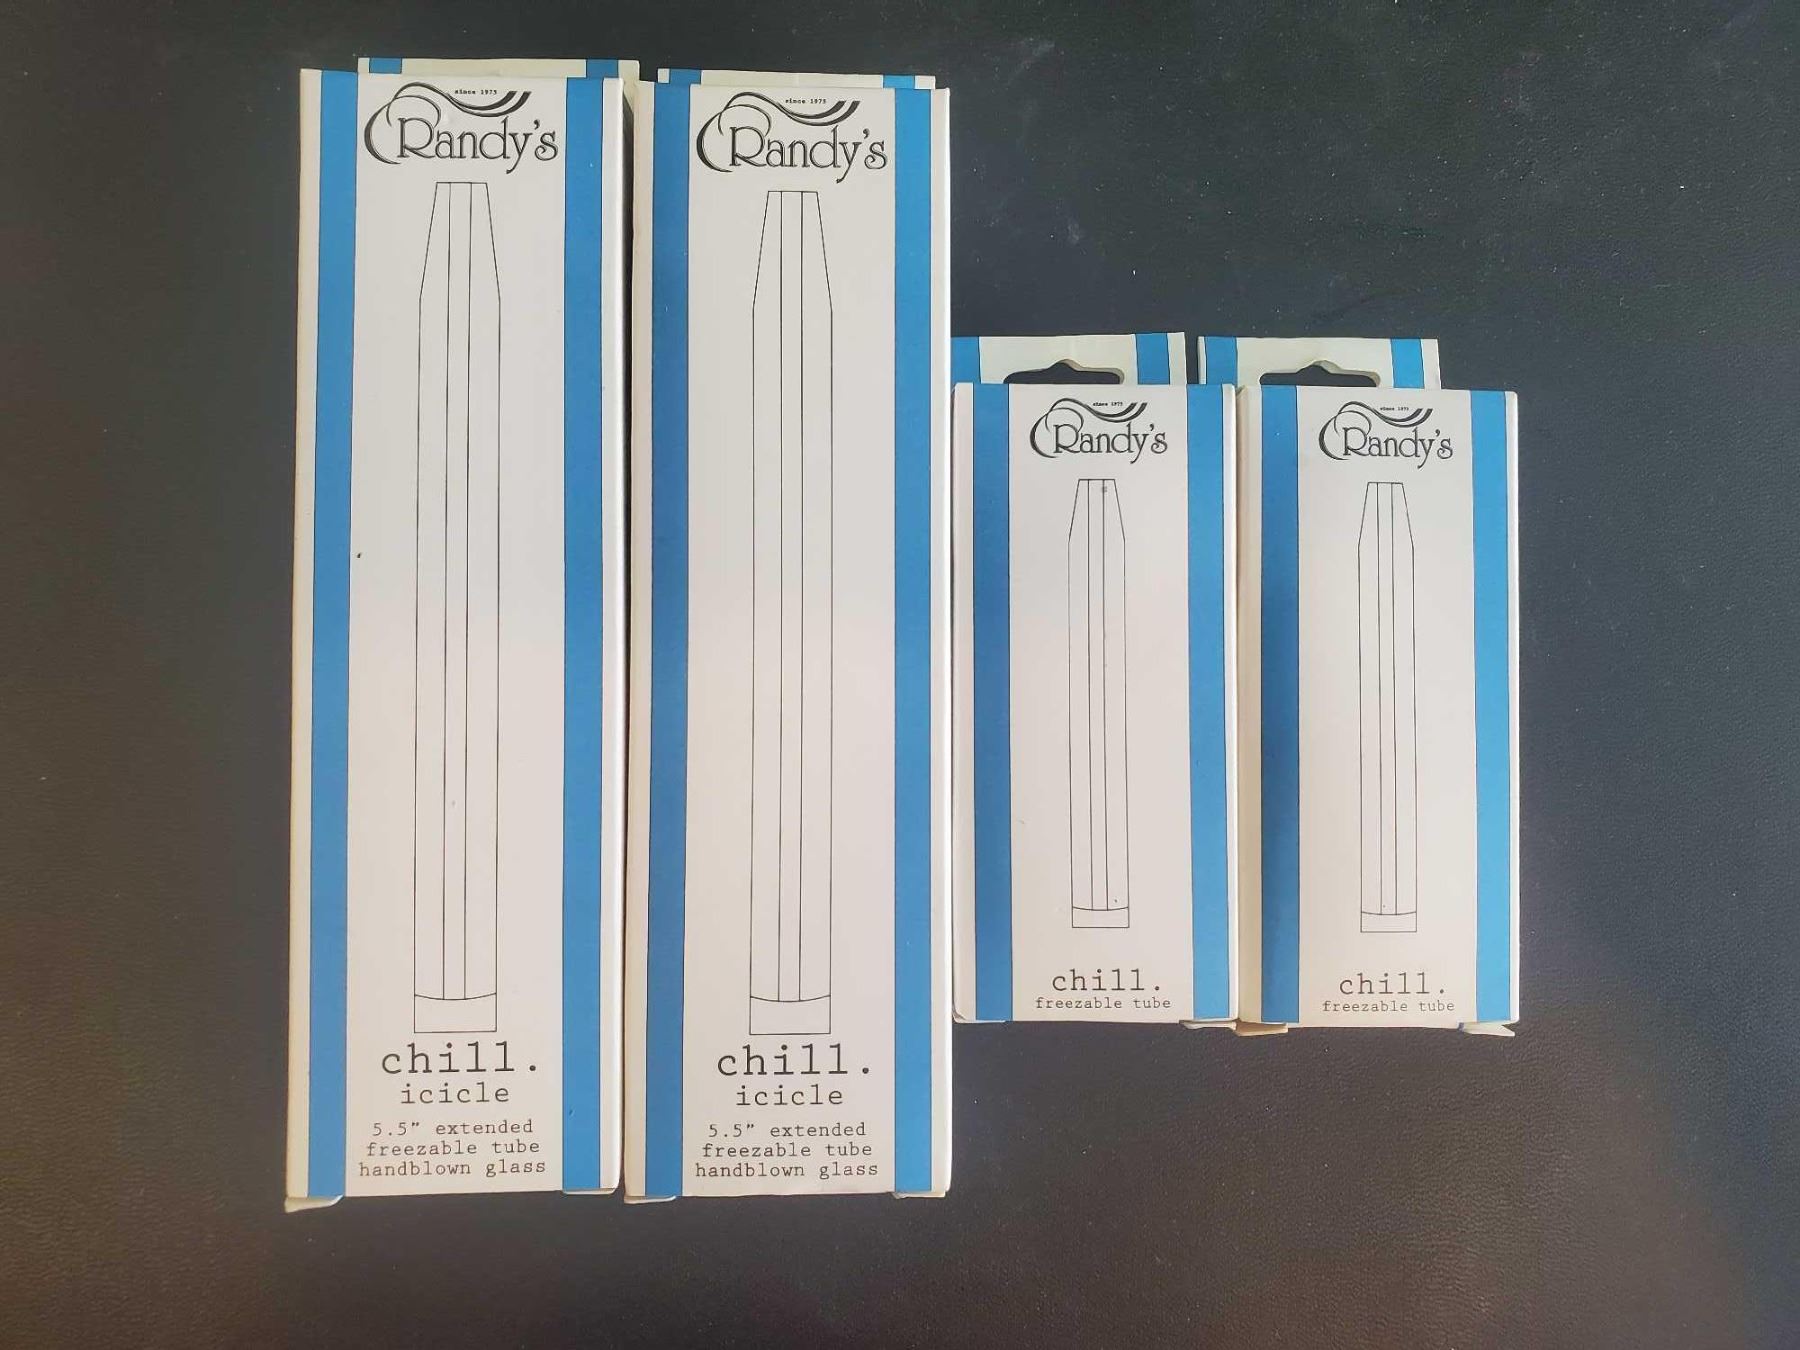 since 1975
Randy's
chill.
icicle
5.5" extended
freezable tube
handblown glass
since 1975
Randy's
chill.
icicle
5.5" extended
freezable tube
handblown glass
since 1975
Randy's
chill.
freezable tube
since 1975
Randy's
chill.
freezable tube